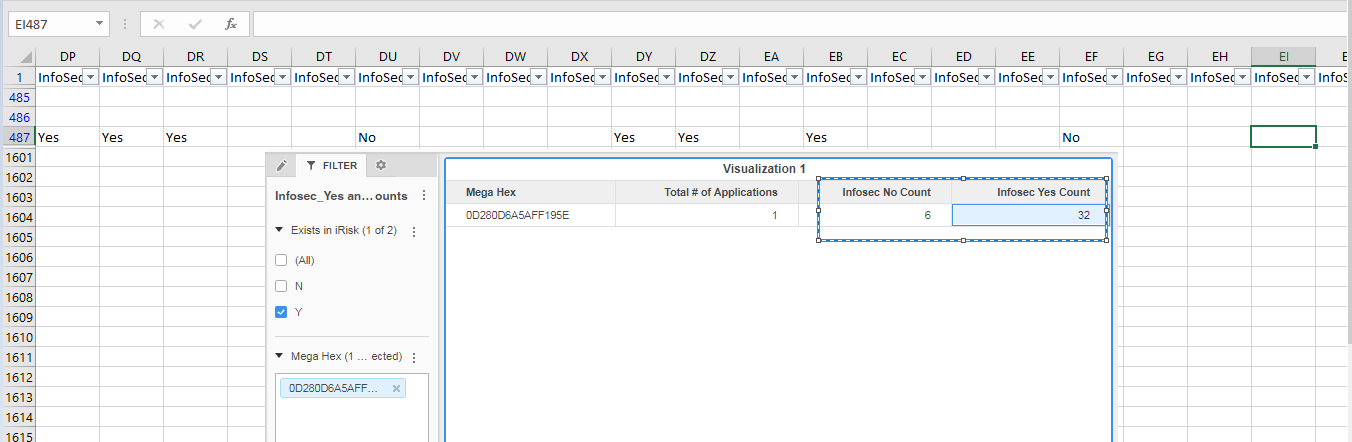 EI487 fx
DP DQ DR DS DT DU DV DW DX DY DZ EA EB EC ED EE EF EG EH EI
1 InfoSec InfoSec InfoSec InfoSec InfoSec InfoSec InfoSec InfoSec InfoSec InfoSec InfoSec InfoSec InfoSec InfoSec InfoSec InfoSec InfoSec InfoSec InfoSec InfoSec InfoS
485
486
487 Yes Yes Yes No Yes Yes Yes No
1601
1602
1603
1604
1605
1606
1607
1608
1609
1610
1611
1612
1613
1614
1615
FILTER
Infosec_Yes an…ounts
Exists in iRisk (1 of 2)
(All)
N
Y
Mega Hex (1 … ected)
0D280D6A5AFF...
Visualization 1
Mega Hex Total # of Applications Infosec No Count Infosec Yes Count
0D280D6A5AFF195E 1 6 32